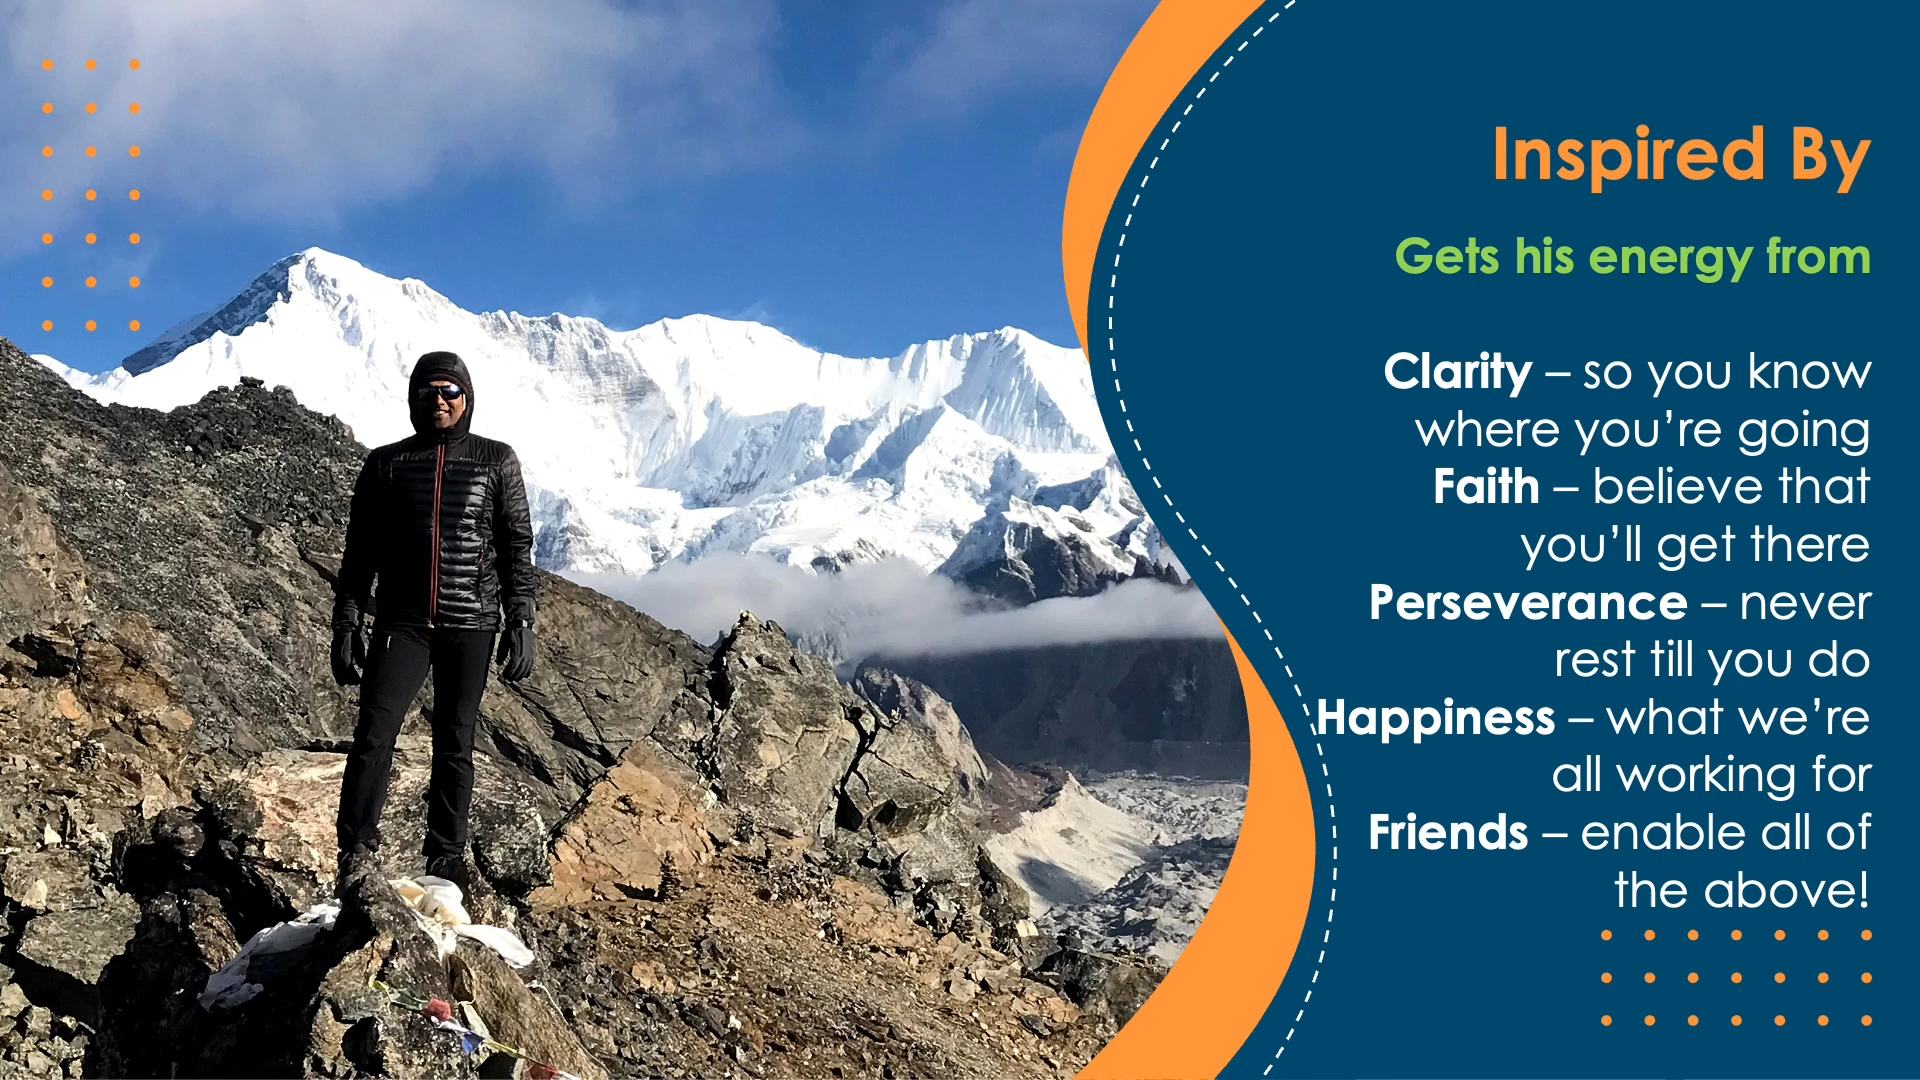 Inspired By
Gets his energy from
Clarity – so you know
where you’re going
Faith – believe that
you’ll get there
Perseverance – never
rest till you do
Happiness – what we’re
all working for
Friends – enable all of
the above!